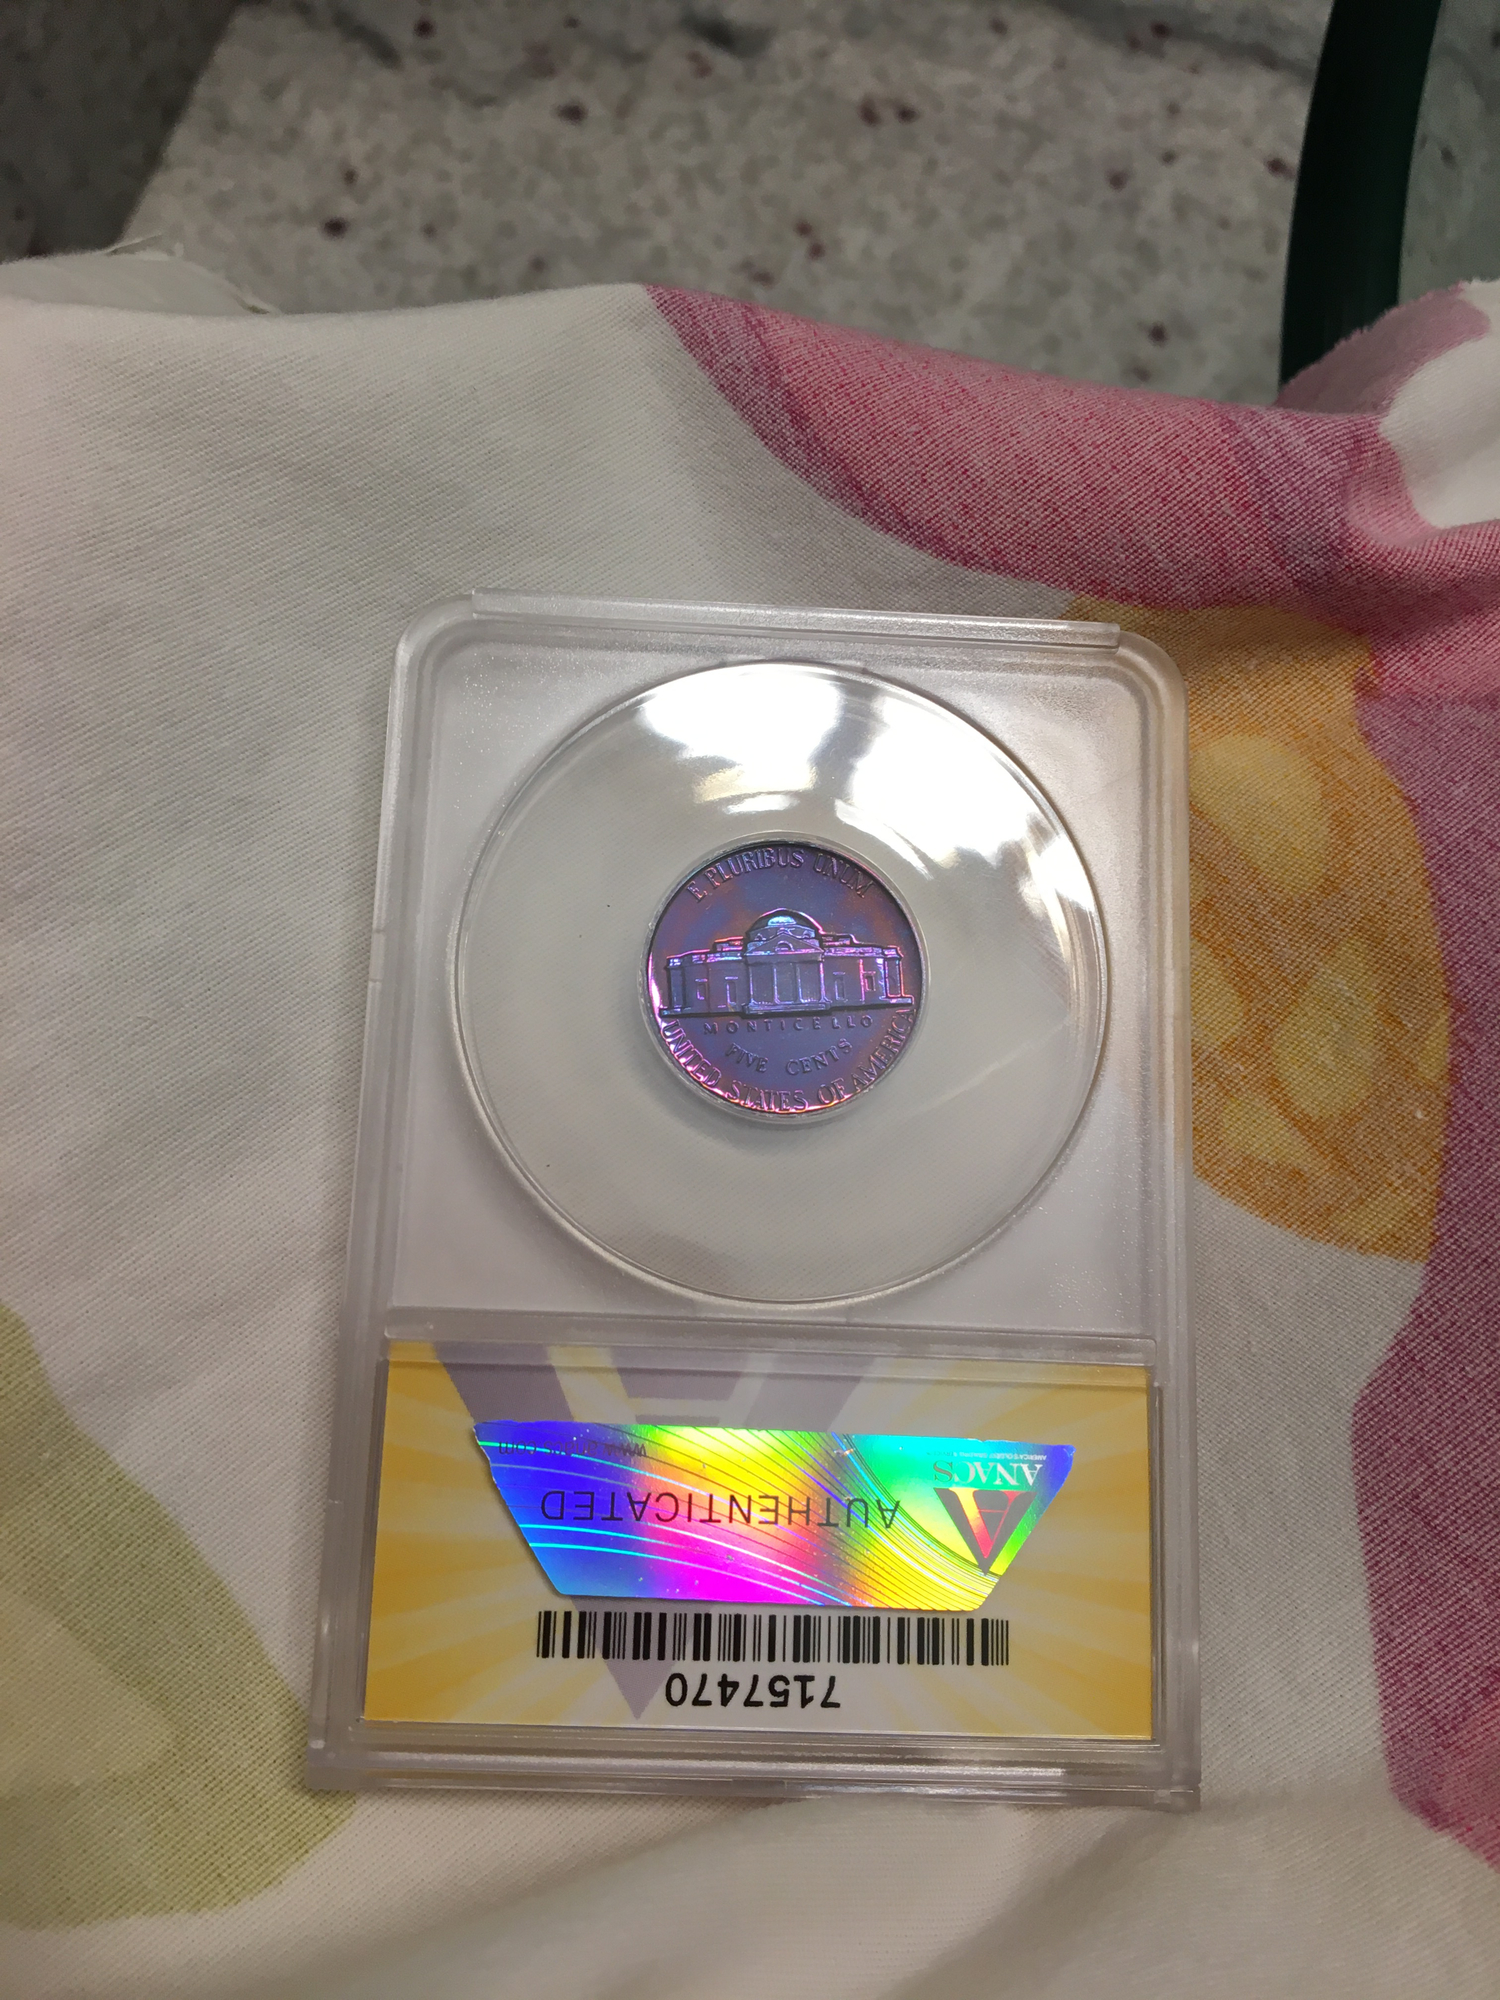 E PLURIBUS UNUM
MONTICELLO
FIVE CENTS
UNITED STATES OF AMERICA
7157470
AUTHENTICATED
ANACS